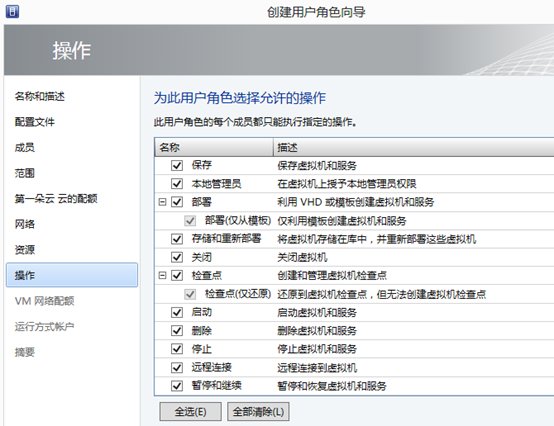 创建用户角色向导
操作
名称和描述
配置文件
成员
范围
第一朵云 云的配额
网络
资源
操作
VM 网络配额
运行方式帐户
摘要
为此用户角色选择允许的操作
此用户角色的每个成员都只能执行指定的操作。
名称 描述
保存 保存虚拟机和服务
本地管理员 在虚拟机上授予本地管理员权限
部署 利用 VHD 或模板创建虚拟机和服务
部署(仅从模板) 仅利用模板创建虚拟机和服务
存储和重新部署 将虚拟机存储在库中，并重新部署这些虚拟机
关闭 关闭虚拟机
检查点 创建和管理虚拟机检查点
检查点(仅还原) 还原到虚拟机检查点，但无法创建虚拟机检查点
启动 启动虚拟机和服务
删除 删除虚拟机和服务
停止 停止虚拟机和服务
远程连接 远程连接到虚拟机
暂停和继续 暂停和恢复虚拟机和服务
全选(E) 全部清除(L)